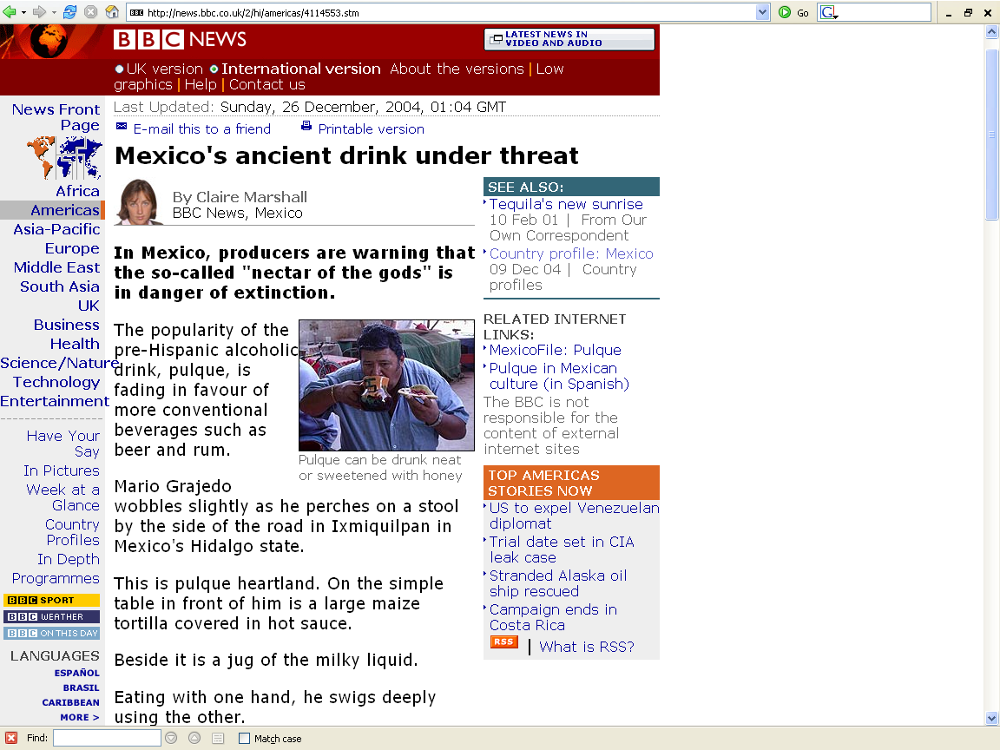 http://news.bbc.co.uk/2/hi/americas/4114553.stm
Go
G
BBC NEWS
LATEST NEWS IN
VIDEO AND AUDIO
UK version International version About the versions | Low
graphics | Help | Contact us
News Front
Page
Africa
Americas
Asia-Pacific
Europe
Middle East
South Asia
UK
Business
Health
Science/Nature
Technology
Entertainment
Have Your
Say
In Pictures
Week at a
Glance
Country
Profiles
In Depth
Programmes
BBC SPORT
BBC WEATHER
BBC ON THIS DAY
LANGUAGES
ESPAÑOL
BRASIL
CARIBBEAN
MORE >
Last Updated: Sunday, 26 December, 2004, 01:04 GMT
E-mail this to a friend Printable version
Mexico's ancient drink under threat
By Claire Marshall
BBC News, Mexico
In Mexico, producers are warning that
the so-called "nectar of the gods" is
in danger of extinction.
The popularity of the
pre-Hispanic alcoholic
drink, pulque, is
fading in favour of
more conventional
beverages such as
beer and rum.
Pulque can be drunk neat
or sweetened with honey
Mario Grajedo
wobbles slightly as he perches on a stool
by the side of the road in Ixmiquilpan in
Mexico's Hidalgo state.
This is pulque heartland. On the simple
table in front of him is a large maize
tortilla covered in hot sauce.
Beside it is a jug of the milky liquid.
Eating with one hand, he swigs deeply
using the other.
SEE ALSO:
Tequila's new sunrise
10 Feb 01 | From Our
Own Correspondent
Country profile: Mexico
09 Dec 04 | Country
profiles
RELATED INTERNET
LINKS:
MexicoFile: Pulque
Pulque in Mexican
culture (in Spanish)
The BBC is not
responsible for the
content of external
internet sites
TOP AMERICAS
STORIES NOW
US to expel Venezuelan
diplomat
Trial date set in CIA
leak case
Stranded Alaska oil
ship rescued
Campaign ends in
Costa Rica
RSS | What is RSS?
Find:
Match case